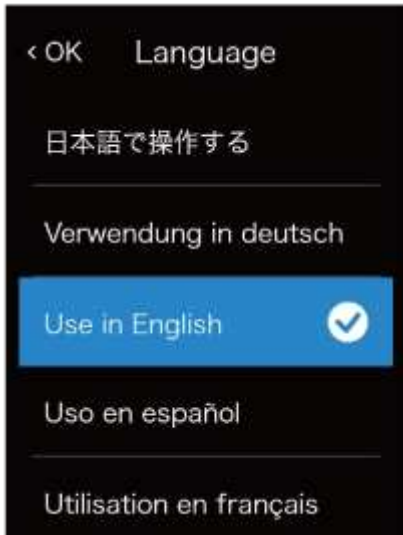 < OK Language
日本語で操作する
Verwendung in deutsch
Use in English
Uso en español
Utilisation en français